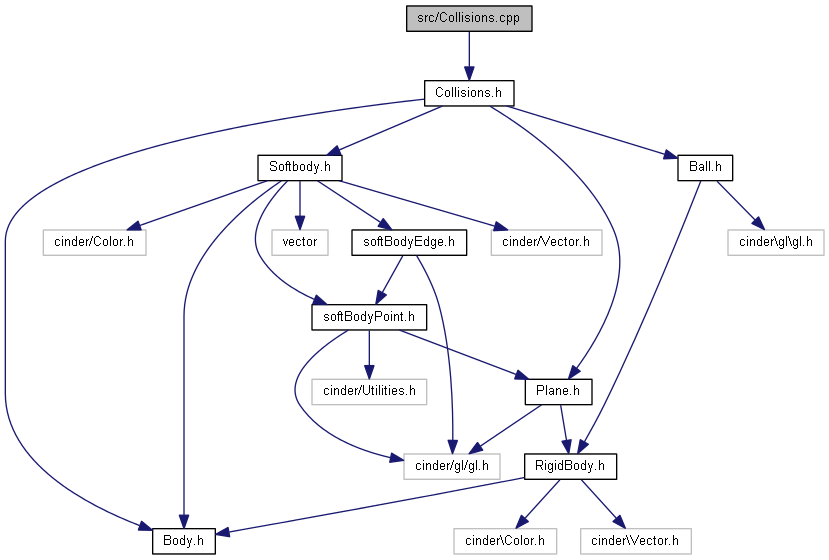 src/Collisions.cpp
Collisions.h
Softbody.h
Ball.h
cinder/Color.h
vector
softBodyEdge.h
cinder/Vector.h
cinder\gl\gl.h
softBodyPoint.h
cinder/Utilities.h
Plane.h
cinder/gl/gl.h
RigidBody.h
Body.h
cinder\Color.h
cinder\Vector.h